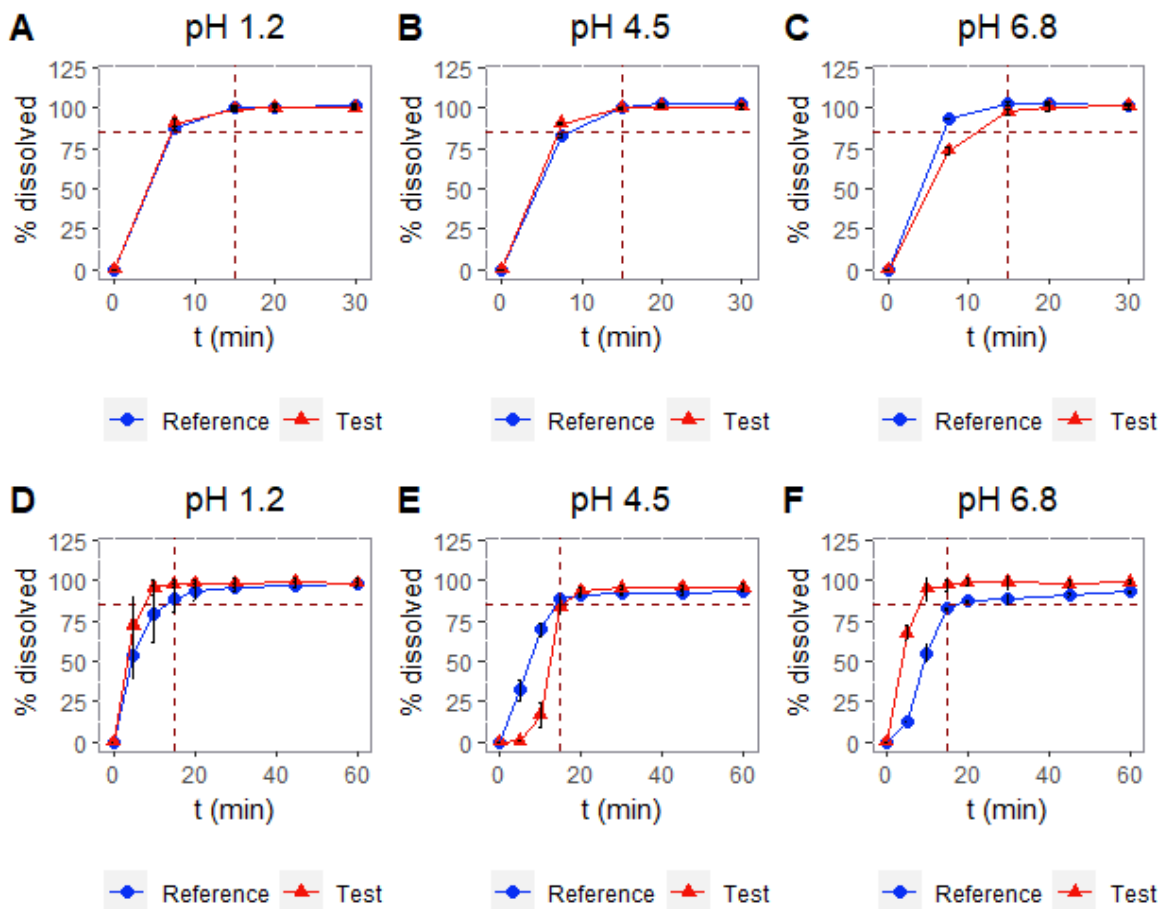 A pH 1.2 B pH 4.5 C pH 6.8
% dissolved % dissolved % dissolved
125 125 125
100 100 100
75 75 75
50 50 50
25 25 25
0 0 0
0 10 20 30 0 10 20 30 0 10 20 30
t (min) t (min) t (min)
Reference Test Reference Test Reference Test
D pH 1.2 E pH 4.5 F pH 6.8
% dissolved % dissolved % dissolved
125 125 125
100 100 100
75 75 75
50 50 50
25 25 25
0 0 0
0 20 40 60 0 20 40 60 0 20 40 60
t (min) t (min) t (min)
Reference Test Reference Test Reference Test